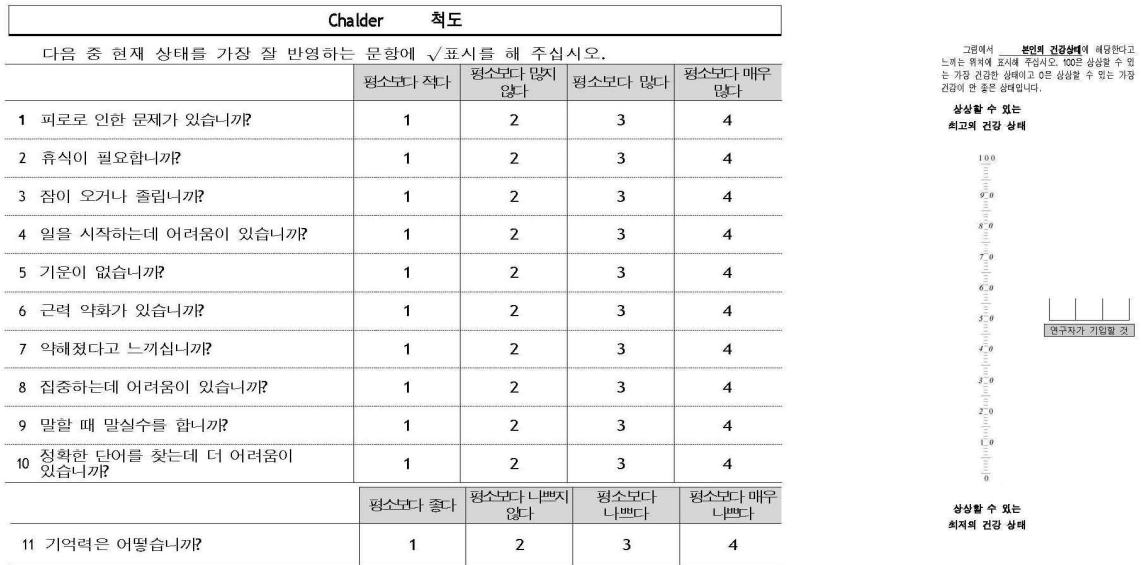 Chalder 척도
다음 중 현재 상태를 가장 잘 반영하는 문항에 √표시를 해 주십시오.
평소보다 적다 평소보다 많지 않다 평소보다 많다 평소보다 매우 많다
1 피로로 인한 문제가 있습니까? 1 2 3 4
2 휴식이 필요합니까? 1 2 3 4
3 잠이 오거나 졸립니까? 1 2 3 4
4 일을 시작하는데 어려움이 있습니까? 1 2 3 4
5 기운이 없습니까? 1 2 3 4
6 근력 약화가 있습니까? 1 2 3 4
7 약해졌다고 느끼십니까? 1 2 3 4
8 집중하는데 어려움이 있습니까? 1 2 3 4
9 말할 때 말실수를 합니까? 1 2 3 4
10 정확한 단어를 찾는데 더 어려움이
있습니까? 1 2 3 4
평소보다 좋다 평소보다 나쁘지 않다 평소보다 나쁘다 평소보다 매우 나쁘다
11 기억력은 어떻습니까? 1 2 3 4
그림에서 본인의 건강상태에 해당한다고
느끼는 위치에 표시해 주십시오. 100은 상상할 수 있
는 가장 건강한 상태이고 0은 상상할 수 있는 가장
건강이 안 좋은 상태입니다.
상상할 수 있는
최고의 건강 상태
100
90
80
70
60
50
연구자가 기입할 것
40
30
20
10
0
상상할 수 있는
최저의 건강 상태